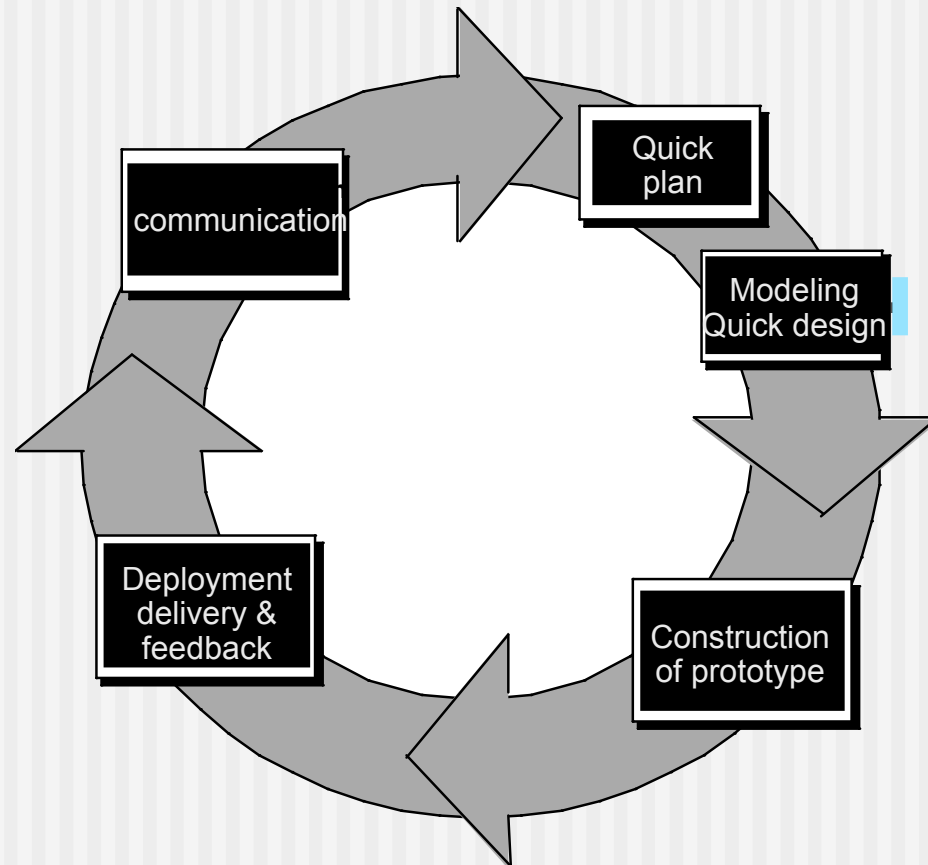 communication
Quick
plan
Modeling
Quick design
Construction
of prototype
Deployment
delivery &
feedback